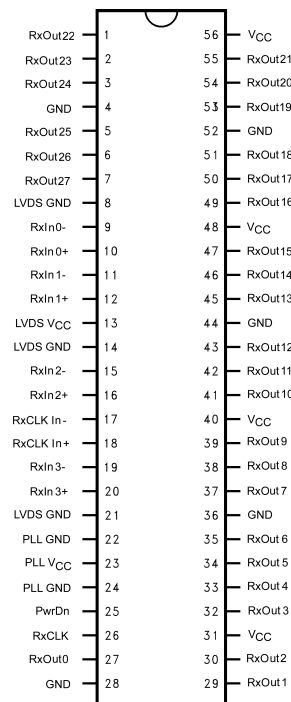 RxOut22 1 56 VCC
RxOut23 2 55 RxOut21
RxOut24 3 54 RxOut20
GND 4 53 RxOut19
RxOut25 5 52 GND
RxOut26 6 51 RxOut18
RxOut27 7 50 RxOut17
LVDS GND 8 49 RxOut16
RxIn0- 9 48 VCC
RxIn0+ 10 47 RxOut15
RxIn1- 11 46 RxOut14
RxIn1+ 12 45 RxOut13
LVDS VCC 13 44 GND
LVDS GND 14 43 RxOut12
RxIn2- 15 42 RxOut11
RxIn2+ 16 41 RxOut10
RxCLK In- 17 40 VCC
RxCLK In+ 18 39 RxOut9
RxIn3- 19 38 RxOut8
RxIn3+ 20 37 RxOut7
LVDS GND 21 36 GND
PLL GND 22 35 RxOut6
PLL VCC 23 34 RxOut5
PLL GND 24 33 RxOut4
PwrDn 25 32 RxOut3
RxCLK 26 31 VCC
RxOut0 27 30 RxOut2
GND 28 29 RxOut1